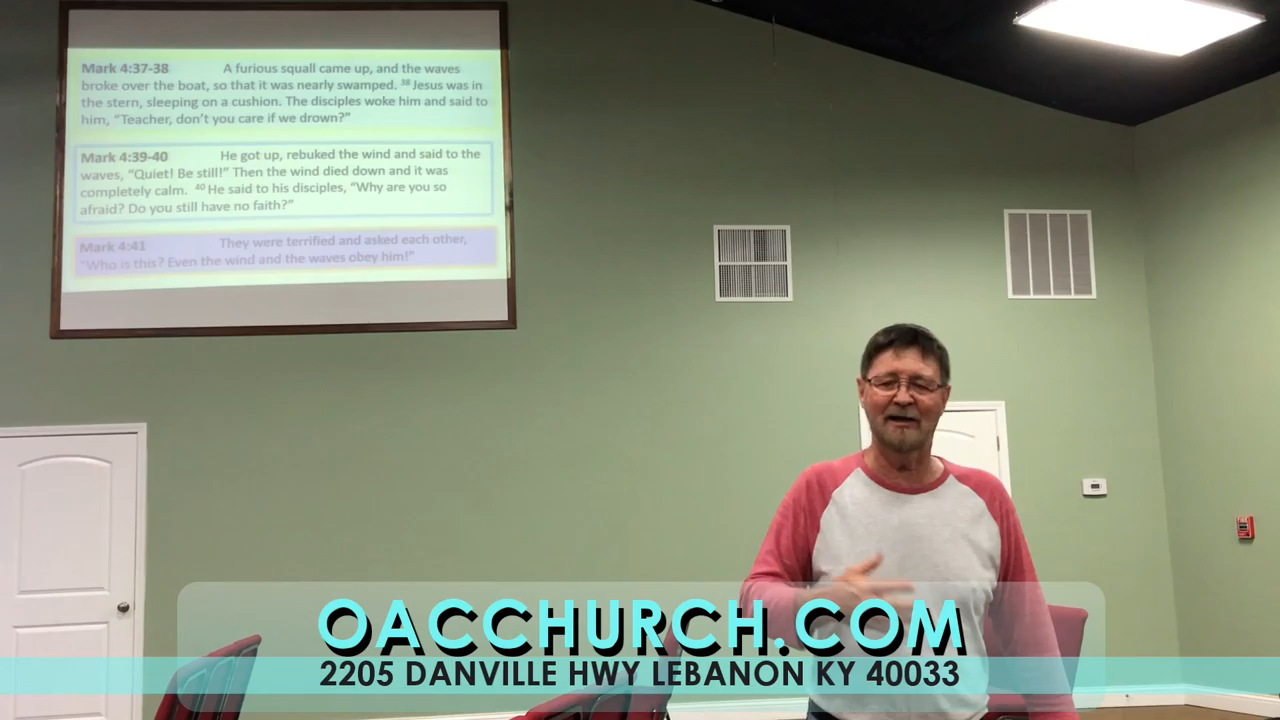 Mark 4:37-38 A furious squall came up, and the waves
broke over the boat, so that it was nearly swamped. 38 Jesus was in
the stern, sleeping on a cushion. The disciples woke him and said to
him, “Teacher, don’t you care if we drown?”
Mark 4:39-40 He got up, rebuked the wind and said to the
waves, “Quiet! Be still!” Then the wind died down and it was
completely calm. 40 He said to his disciples, “Why are you so
afraid? Do you still have no faith?”
Mark 4:41 They were terrified and asked each other,
“Who is this? Even the wind and the waves obey him!”
OACCHURCH.COM
2205 DANVILLE HWY LEBANON KY 40033